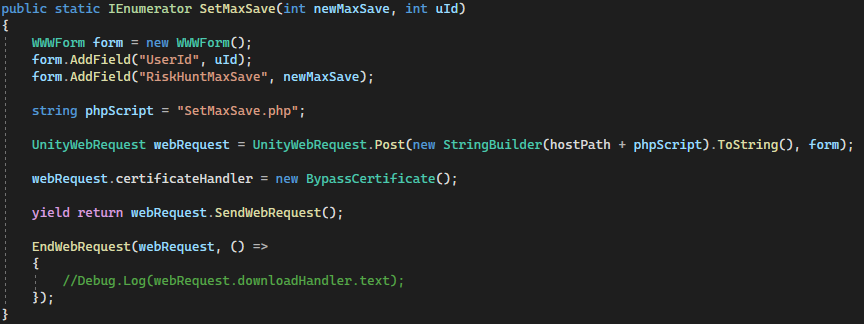 public static IEnumerator SetMaxSave(int newMaxSave, int uId)
{
    WWWForm form = new WWWForm();
    form.AddField("UserId", uId);
    form.AddField("RiskHuntMaxSave", newMaxSave);
    string phpScript = "SetMaxSave.php";
    UnityWebRequest webRequest = UnityWebRequest.Post(new StringBuilder(hostPath + phpScript).ToString(), form);
    webRequest.certificateHandler = new BypassCertificate();
    yield return webRequest.SendWebRequest();
    EndWebRequest(webRequest, () =>
    {
        //Debug.Log(webRequest.downloadHandler.text);
    });
}